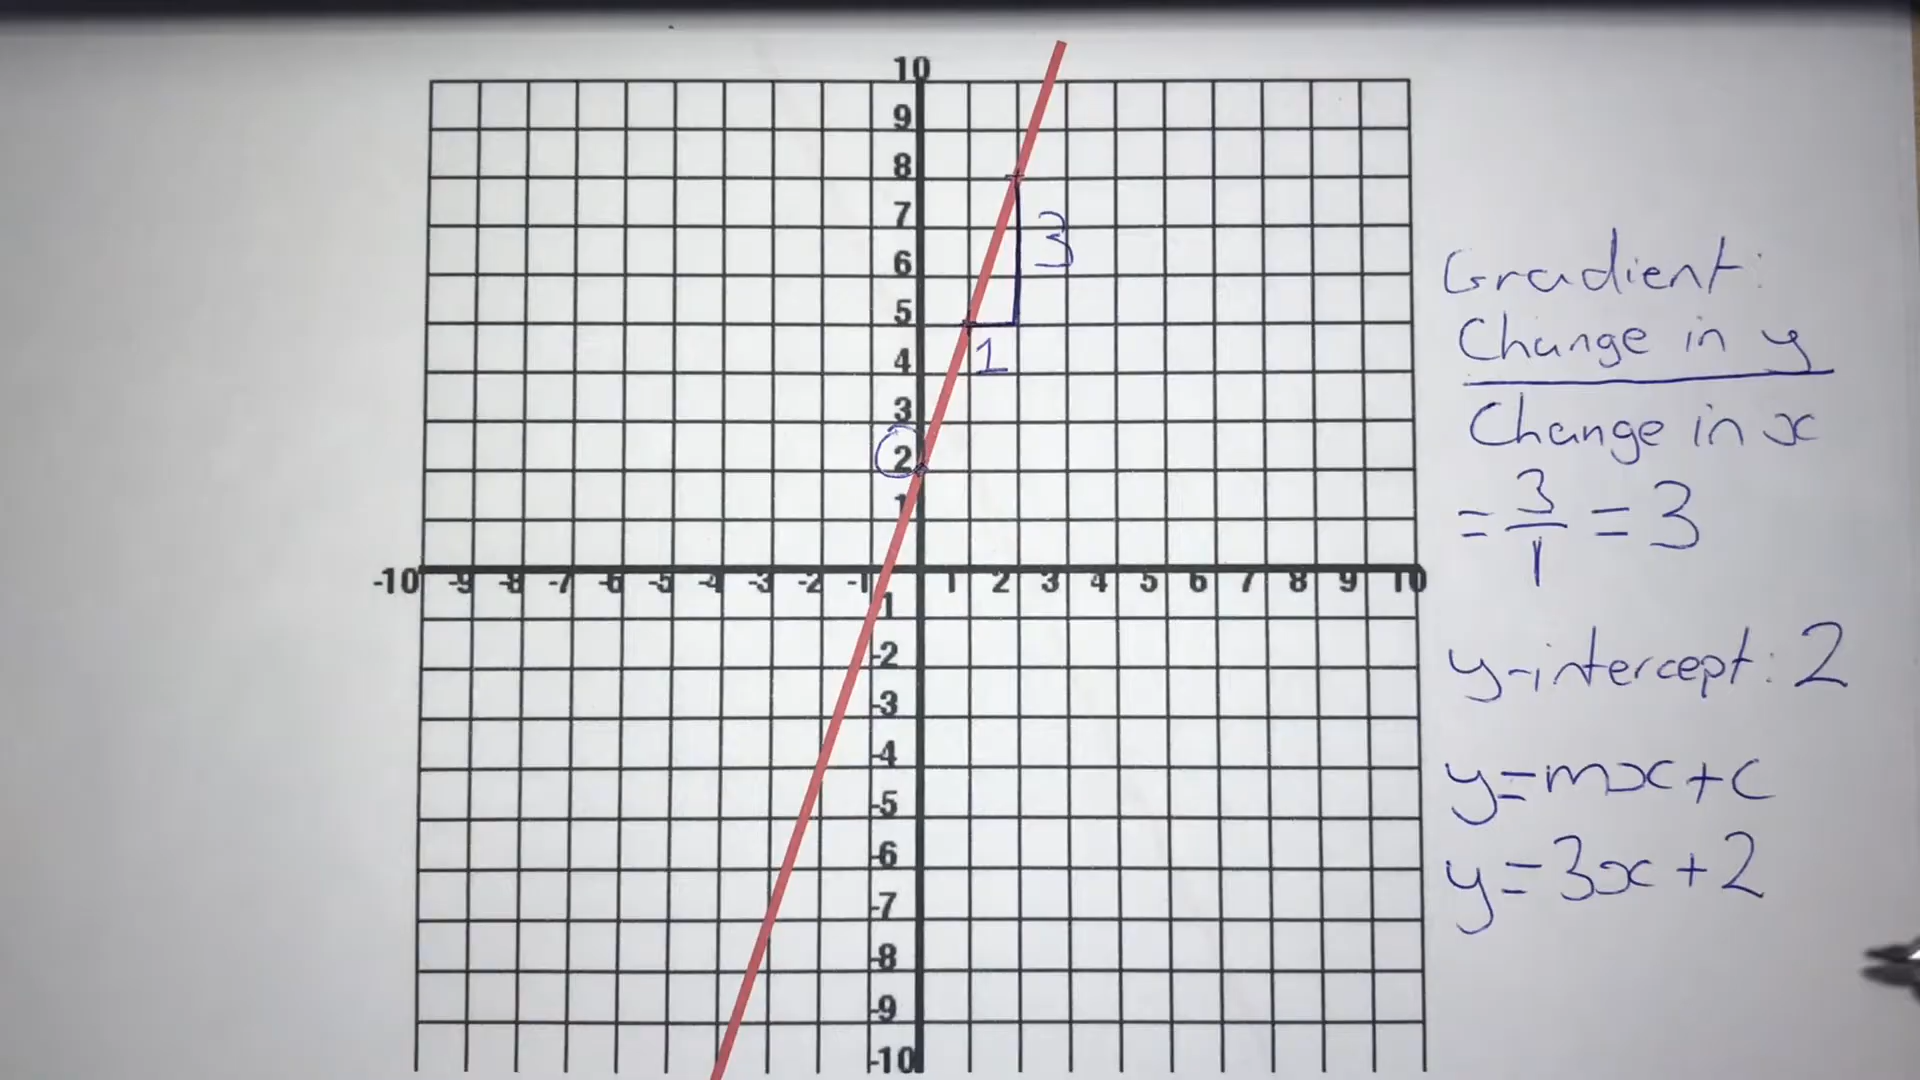 10
9
8
7
3
6
Gradient:
5
Change in y
1
4
Change in x
3
2
= 3/1 = 3
1
-10 -9 -8 -7 -6 -5 -4 -3 -2 -1 1 2 3 4 5 6 7 8 9 10
-1
-2
y-intercept: 2
-3
-4
y=mx+c
-5
-6
y=3x+2
-7
-8
-9
-10